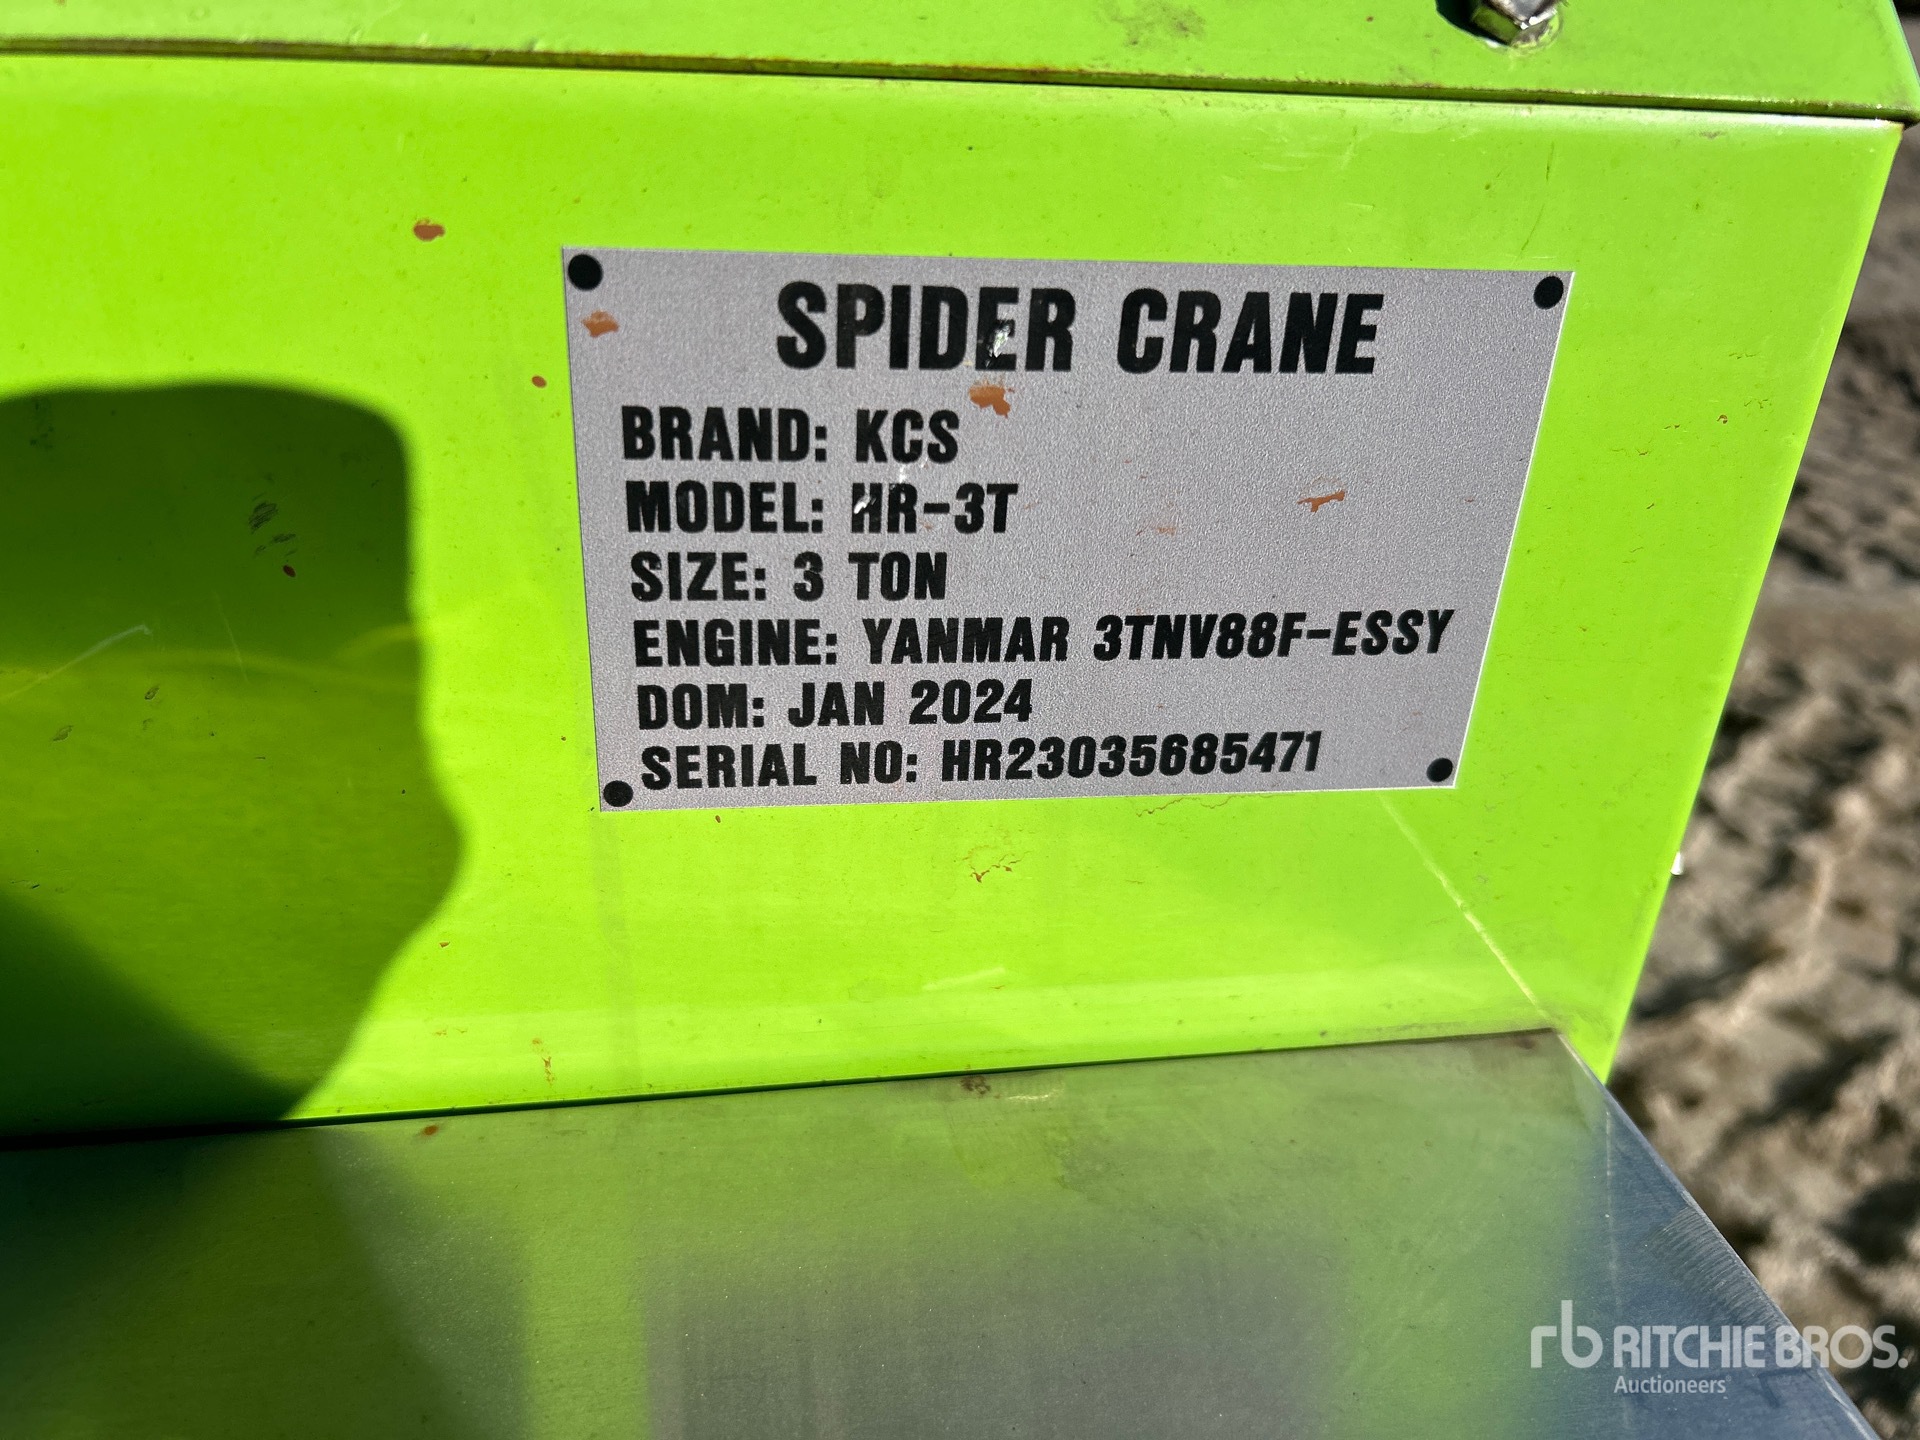 SPIDER CRANE
BRAND: KCS
MODEL: HR-3T
SIZE: 3 TON
ENGINE: YANMAR 3TNV88F-ESSY
DOM: JAN 2024
SERIAL NO: HR23035685471
rb RITCHIE BROS.
Auctioneers